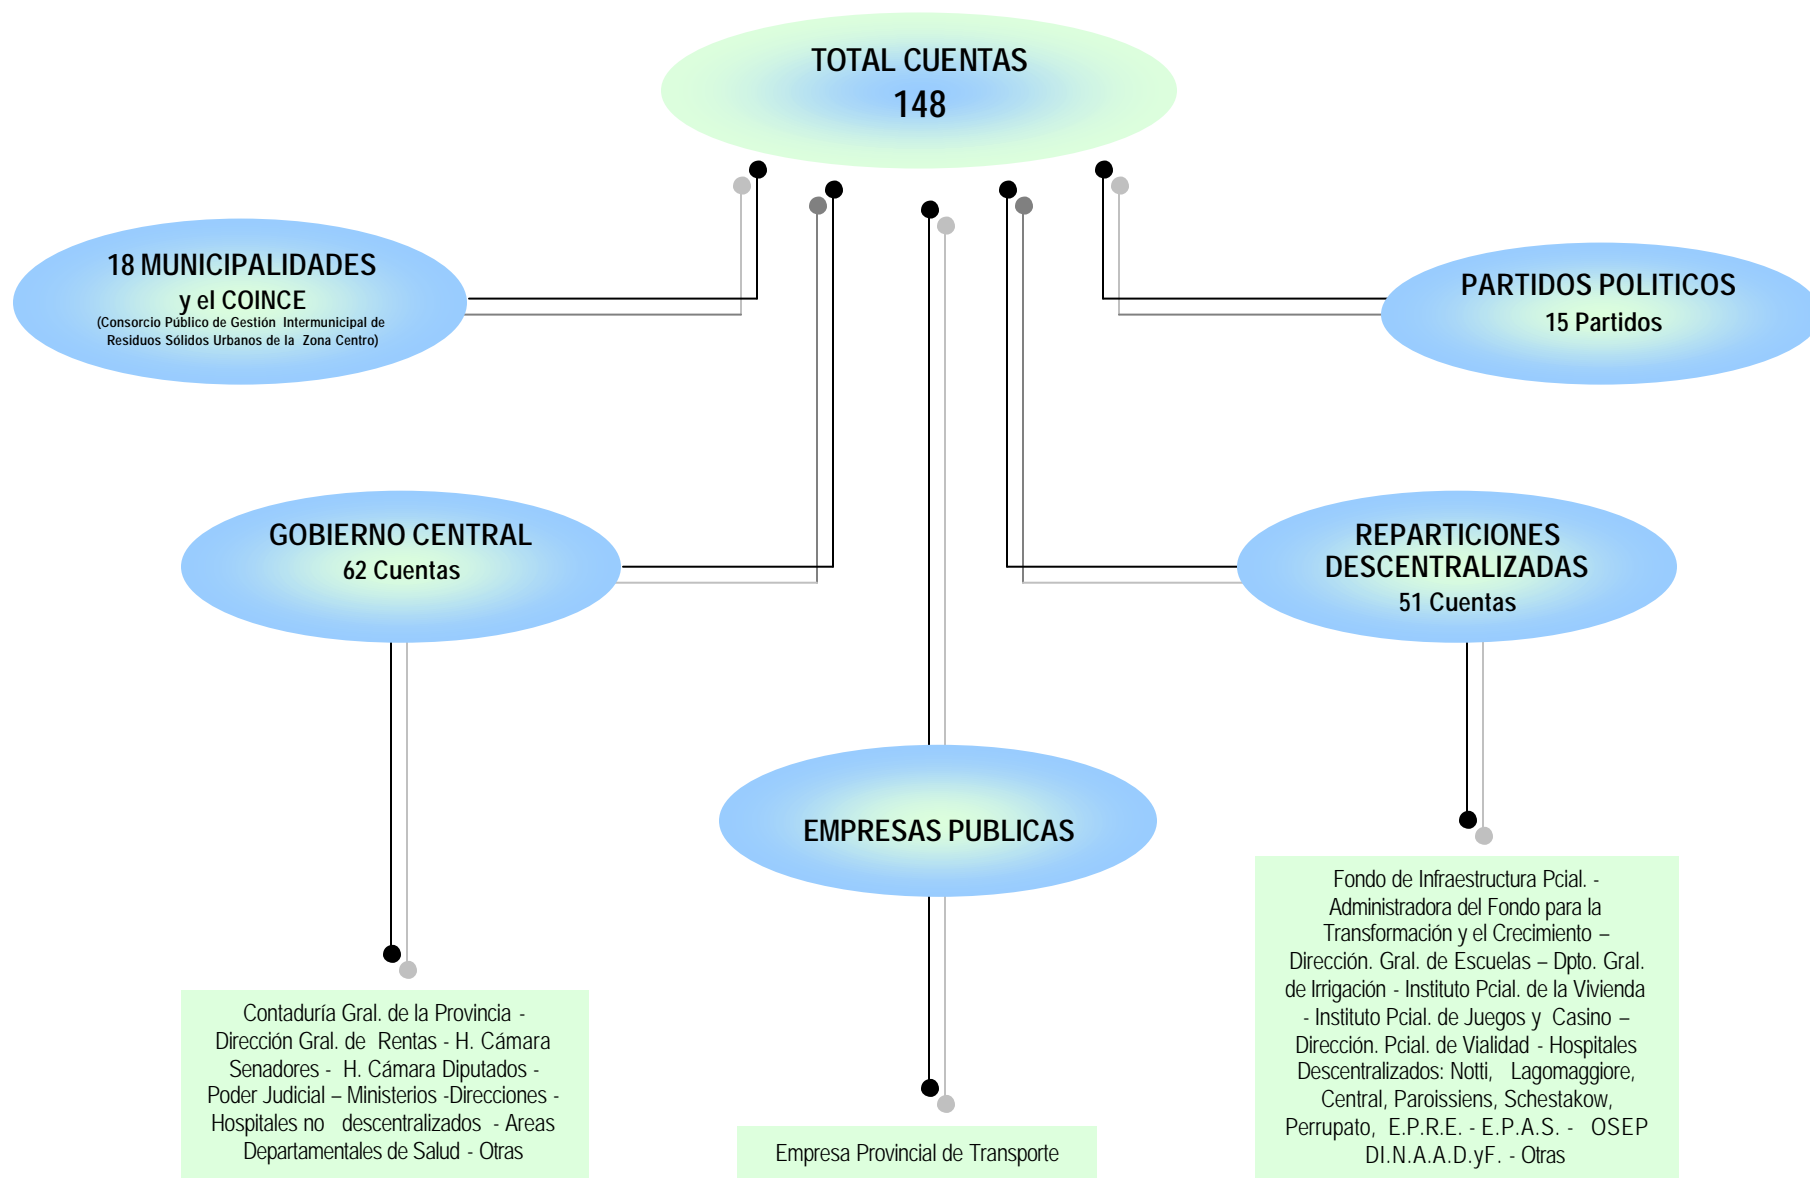 TOTAL CUENTAS
148
18 MUNICIPALIDADES
y el COINCE
(Consorcio Público de Gestión Intermunicipal de
Residuos Sólidos Urbanos de la Zona Centro)
PARTIDOS POLITICOS
15 Partidos
GOBIERNO CENTRAL
62 Cuentas
REPARTICIONES
DESCENTRALIZADAS
51 Cuentas
EMPRESAS PUBLICAS
Contaduría Gral. de la Provincia -
Dirección Gral. de Rentas - H. Cámara
Senadores - H. Cámara Diputados -
Poder Judicial – Ministerios -Direcciones -
Hospitales no descentralizados - Areas
Departamentales de Salud - Otras
Empresa Provincial de Transporte
Fondo de Infraestructura Pcial. -
Administradora del Fondo para la
Transformación y el Crecimiento –
Dirección. Gral. de Escuelas – Dpto. Gral.
de Irrigación - Instituto Pcial. de la Vivienda
- Instituto Pcial. de Juegos y Casino –
Dirección. Pcial. de Vialidad - Hospitales
Descentralizados: Notti, Lagomaggiore,
Central, Paroissiens, Schestakow,
Perrupato, E.P.R.E. - E.P.A.S. - OSEP
DI.N.A.A.D.yF. - Otras